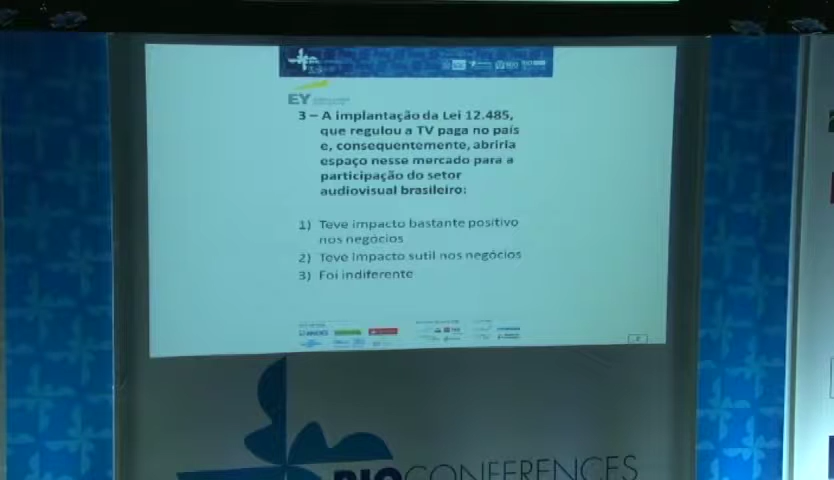 EY
3 – A implantação da Lei 12.485,
que regulou a TV paga no país
e, consequentemente, abriria
espaço nesse mercado para a
participação do setor
audiovisual brasileiro:
1) Teve impacto bastante positivo
nos negócios
2) Teve Impacto sutil nos negócios
3) Foi indiferente
2
RIOCONFERENCES